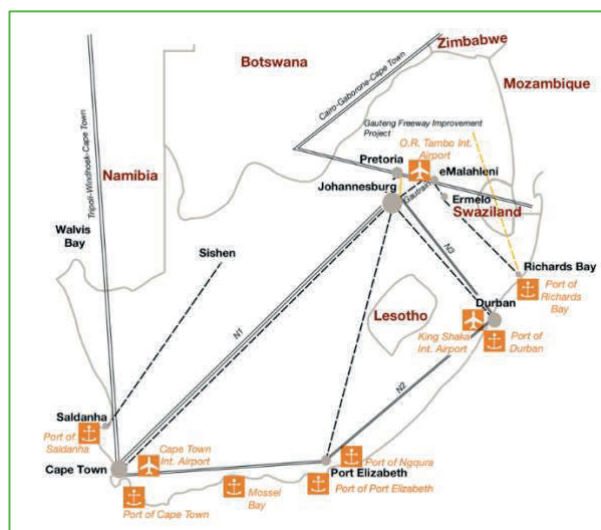 Zimbabwe
Botswana
Mozambique
Cairo-Gaborone-Cape Town
Gauteng Freeway Improvement
Project
O.R. Tambo Int.
Airport
Pretoria
eMalahleni
Tripoli-Windhoek-Cape Town
Namibia
Johannesburg
Gautrain
Ermelo
Swaziland
Walvis
Bay
Sishen
N3
Richards Bay
Port of
Richards
Bay
Durban
Lesotho
King Shaka
Int. Airport
Port of
Durban
N1
N2
Saldanha
Port of
Saldanha
Cape Town
Int. Airport
Cape Town
Port of Ngqura
Port Elizabeth
Port of Port Elizabeth
Mossel
Bay
Port of Cape Town